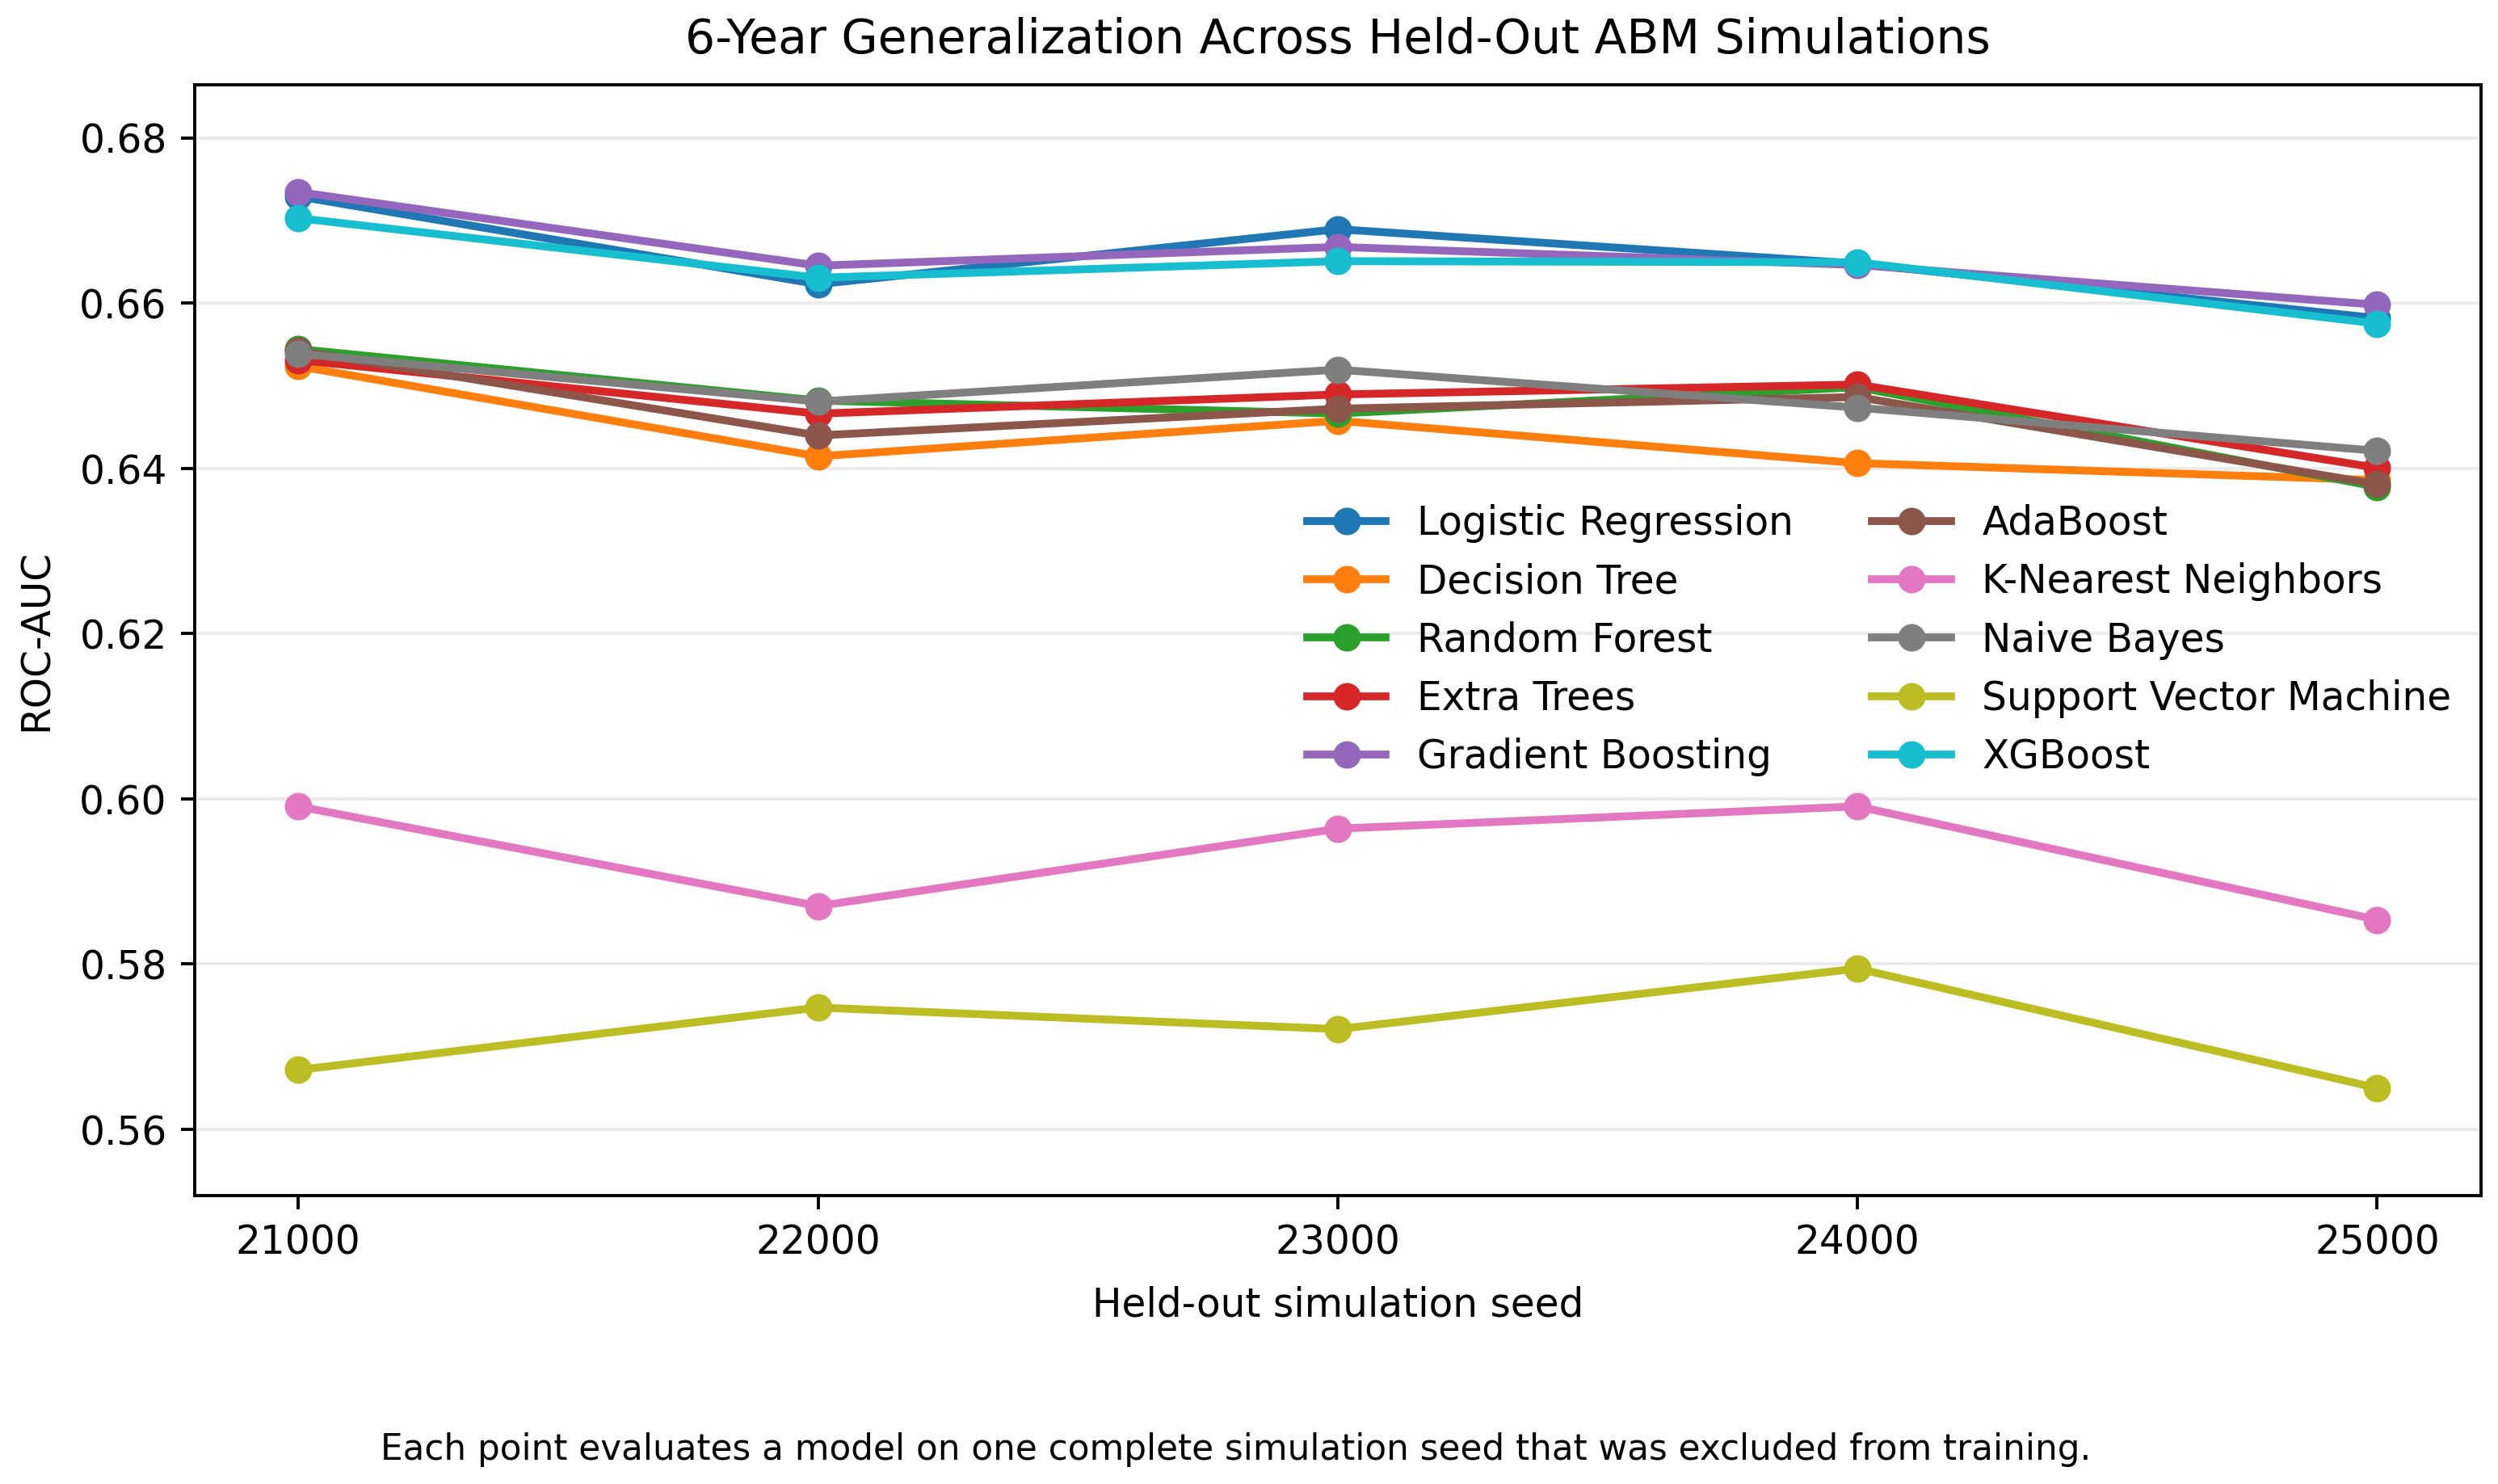 6-Year Generalization Across Held-Out ABM Simulations
ROC-AUC
0.68
0.66
0.64
0.62
0.60
0.58
0.56
Logistic Regression
Decision Tree
Random Forest
Extra Trees
Gradient Boosting
AdaBoost
K-Nearest Neighbors
Naive Bayes
Support Vector Machine
XGBoost
21000 22000 23000 24000 25000
Held-out simulation seed
Each point evaluates a model on one complete simulation seed that was excluded from training.